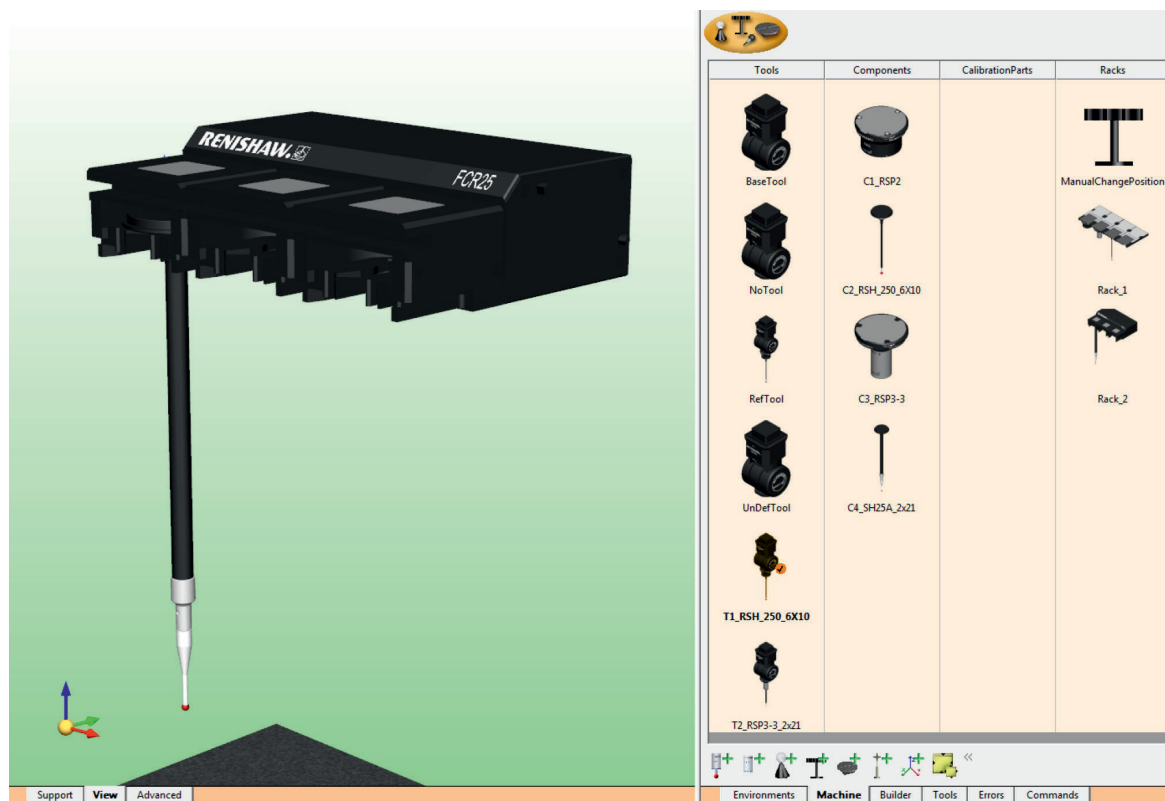 RENISHAW.
FCR25
Support View Advanced
Tools Components CalibrationParts Racks
BaseTool C1_RSP2 ManualChangePosition
NoTool C2_RSH_250_6X10 Rack_1
RefTool C3_RSP3-3 Rack_2
UnDefTool C4_SH25A_2x21
T1_RSH_250_6X10
T2_RSP3-3_2x21
Environments Machine Builder Tools Errors Commands